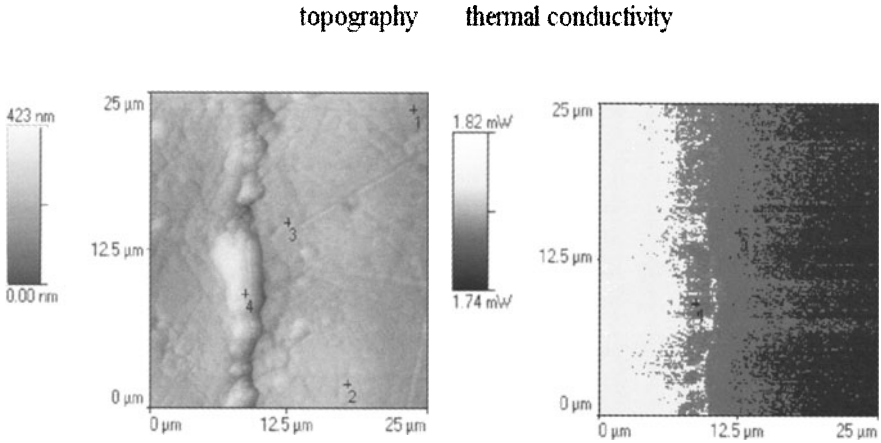 topography thermal conductivity
423 nm
0.00 nm
25 µm
12.5 µm
0 µm
0 µm 12.5 µm 25 µm
1
2
3
4
1.82 mW
1.74 mW
25 µm
12.5 µm
0 µm
0 µm 12.5 µm 25 µm